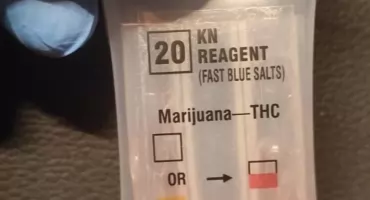 20 KN
REAGENT
(FAST BLUE SALTS)
Marijuana—THC
OR